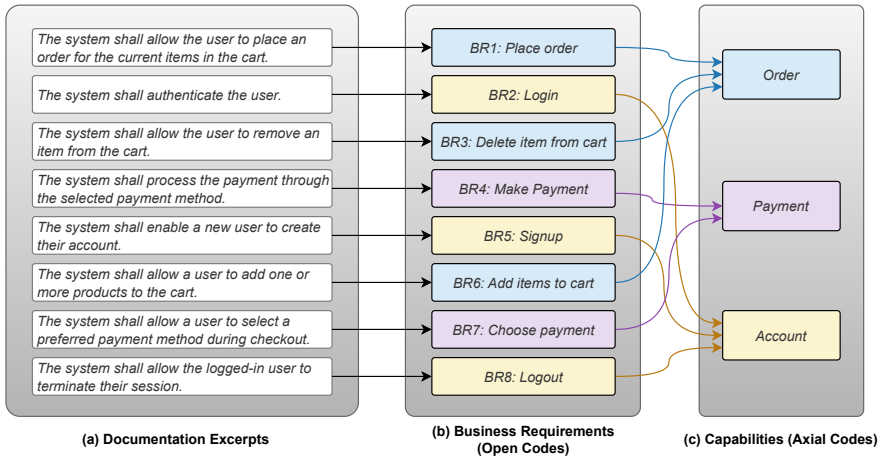 The system shall allow the user to place an
order for the current items in the cart.
The system shall authenticate the user.
The system shall allow the user to remove an
item from the cart.
The system shall process the payment through
the selected payment method.
The system shall enable a new user to create
their account.
The system shall allow a user to add one or
more products to the cart.
The system shall allow a user to select a
preferred payment method during checkout.
The system shall allow the logged-in user to
terminate their session.
(a) Documentation Excerpts
BR1: Place order
BR2: Login
BR3: Delete item from cart
BR4: Make Payment
BR5: Signup
BR6: Add items to cart
BR7: Choose payment
BR8: Logout
(b) Business Requirements
(Open Codes)
Order
Payment
Account
(c) Capabilities (Axial Codes)